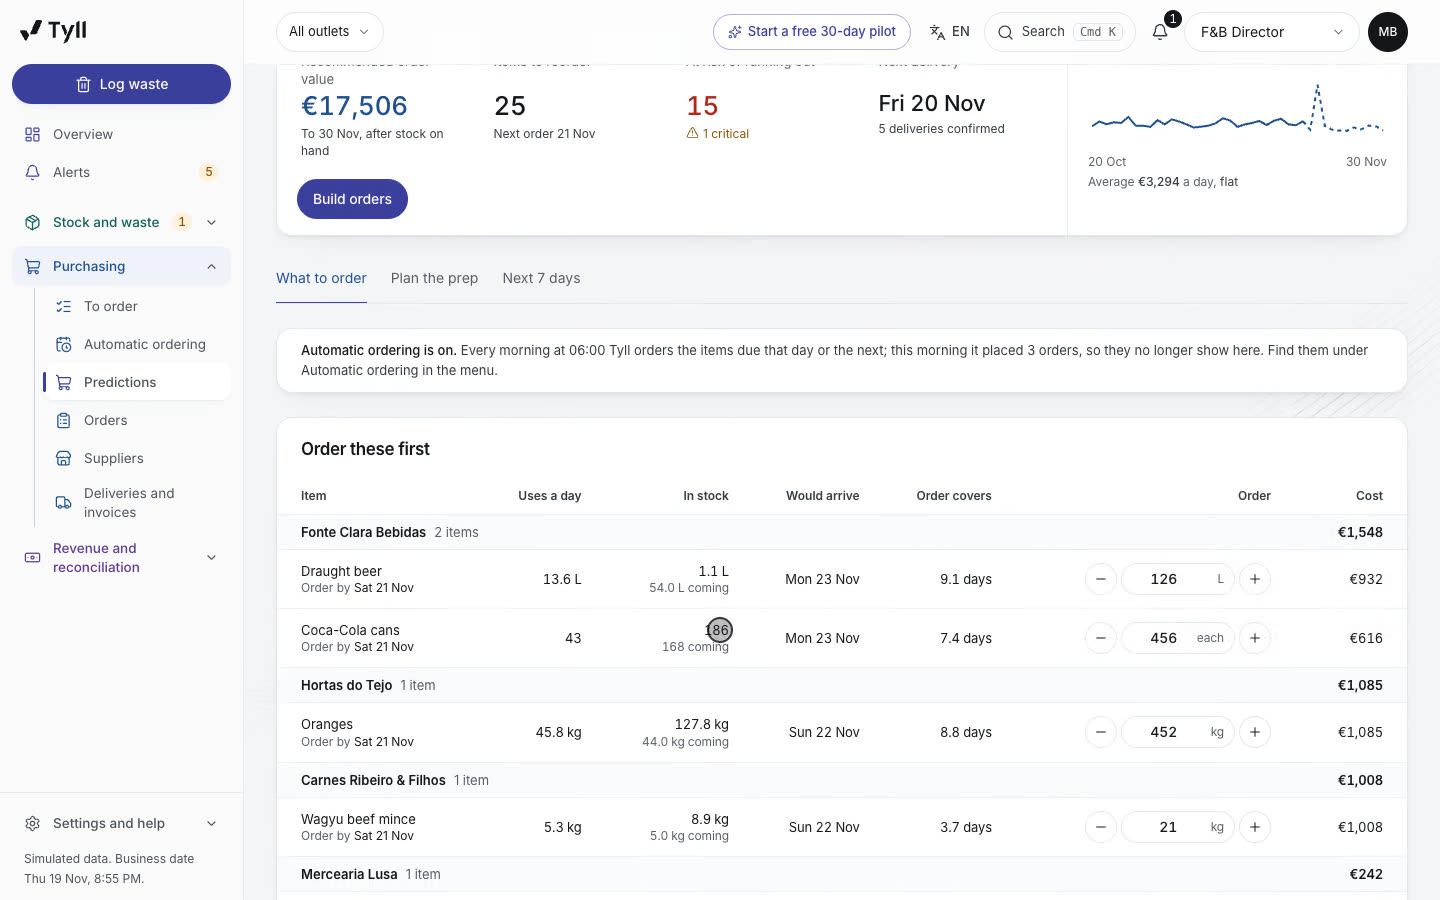 Tyll
All outlets
Start a free 30-day pilot
EN
Search
Cmd K
1
F&B Director
MB
Log waste
Overview
Alerts
5
Stock and waste
1
Purchasing
To order
Automatic ordering
Predictions
Orders
Suppliers
Deliveries and
invoices
Revenue and
reconciliation
Settings and help
Simulated data. Business date
Thu 19 Nov, 8:55 PM.
value
€17,506
To 30 Nov, after stock on
hand
25
Next order 21 Nov
15
1 critical
Fri 20 Nov
5 deliveries confirmed
Build orders
20 Oct
30 Nov
Average €3,294 a day, flat
What to order
Plan the prep
Next 7 days
Automatic ordering is on. Every morning at 06:00 Tyll orders the items due that day or the next; this morning it placed 3 orders, so they no longer show here. Find them under
Automatic ordering in the menu.
Order these first
Item Uses a day In stock Would arrive Order covers Order Cost
Fonte Clara Bebidas 2 items €1,548
Draught beer
Order by Sat 21 Nov
13.6 L
1.1 L
54.0 L coming
Mon 23 Nov
9.1 days
126 L
€932
Coca-Cola cans
Order by Sat 21 Nov
43
186
168 coming
Mon 23 Nov
7.4 days
456 each
€616
Hortas do Tejo 1 item €1,085
Oranges
Order by Sat 21 Nov
45.8 kg
127.8 kg
44.0 kg coming
Sun 22 Nov
8.8 days
452 kg
€1,085
Carnes Ribeiro & Filhos 1 item €1,008
Wagyu beef mince
Order by Sat 21 Nov
5.3 kg
8.9 kg
5.0 kg coming
Sun 22 Nov
3.7 days
21 kg
€1,008
Mercearia Lusa 1 item €242